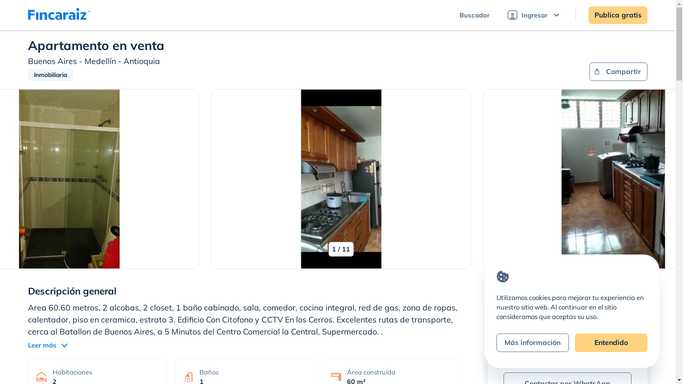 Fincaraiz
Buscador
Ingresar
Publica gratis
Apartamento en venta
Buenos Aires - Medellín - Antioquia
Inmobiliaria
Compartir
1 / 11
Descripción general
Area 60.60 metros, 2 alcobas, 2 closet, 1 baño cabinado, sala, comedor, cocina integral, red de gas, zona de ropas,
calentador, piso en ceramica, estrato 3. Edificio Con Citofono y CCTV En los Cerros. Excelentes rutas de transporte,
cerca al Batallon de Buenos Aires, a 5 Minutos del Centro Comercial la Central, Supermercado. .
Leer más
Habitaciones
2
Baños
1
Área construida
60 m²
Utilizamos cookies para mejorar tu experiencia en
nuestro sitio web. Al continuar en el sitio
consideramos que aceptas su uso.
Más información
Entendido
Contactar por WhatsApp